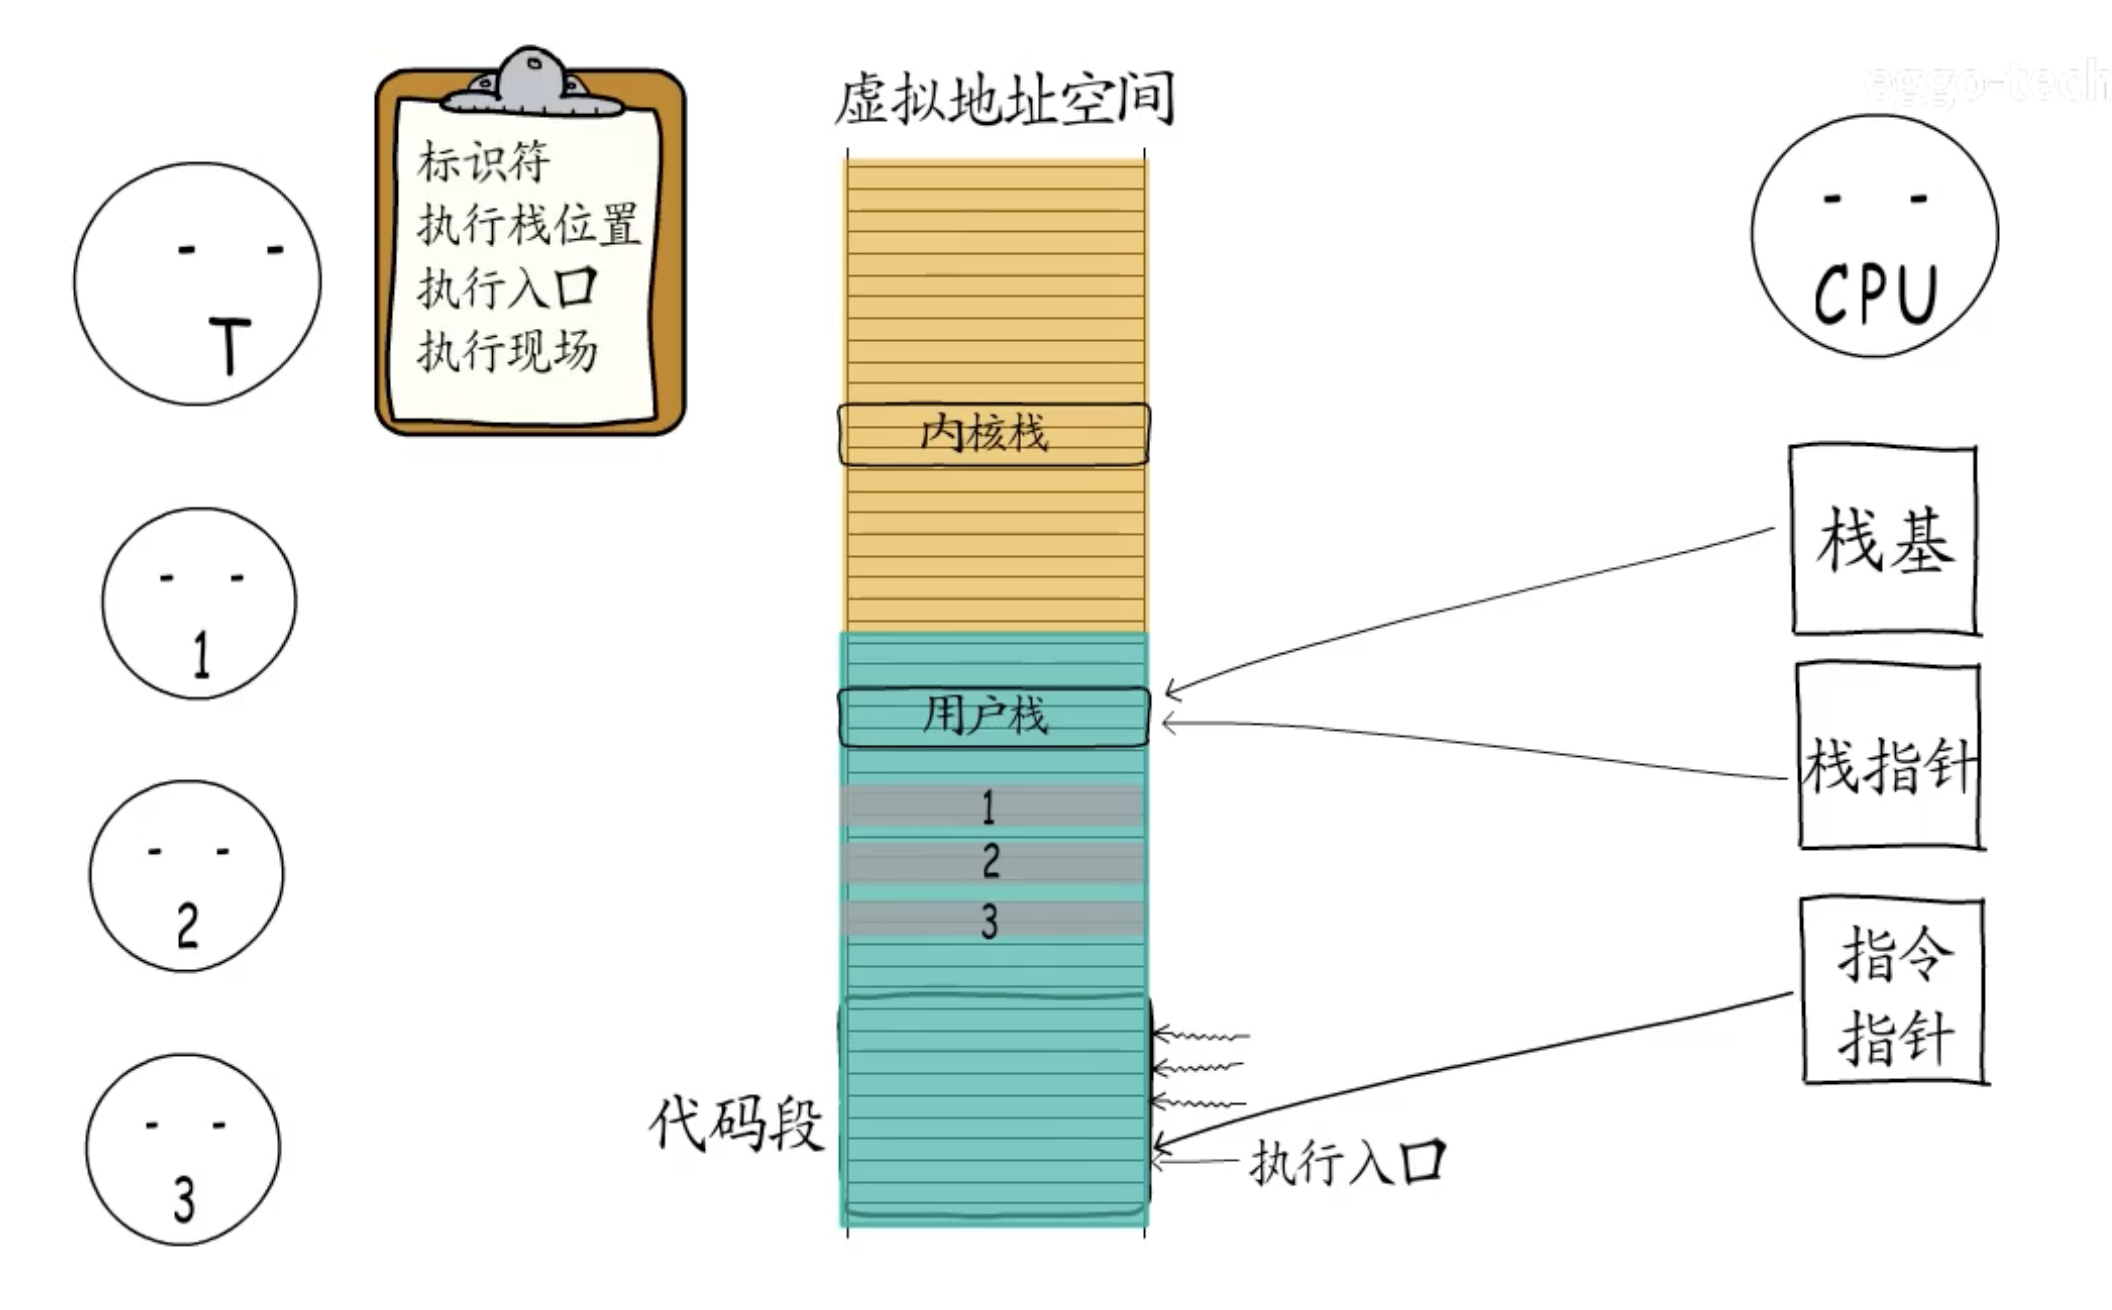 eggo-tech
虚拟地址空间
标识符
执行栈位置
执行入口
执行现场
T
CPU
内核栈
栈基
1
用户栈
栈指针
1
2
3
2
指令
指针
代码段
执行入口
3